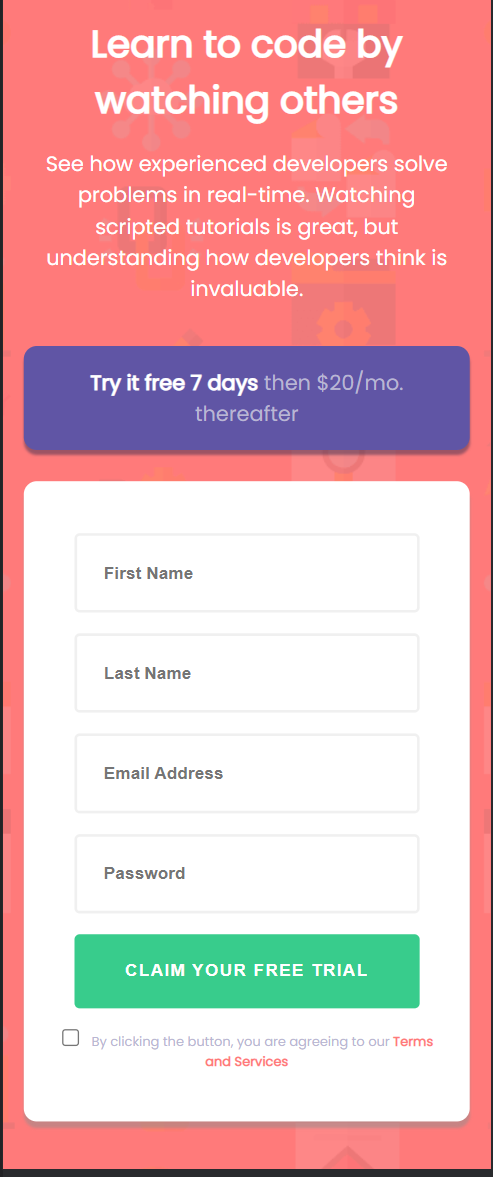 Learn to code by
watching others
See how experienced developers solve
problems in real-time. Watching
scripted tutorials is great, but
understanding how developers think is
invaluable.
Try it free 7 days then $20/mo.
thereafter
First Name
Last Name
Email Address
Password
CLAIM YOUR FREE TRIAL
By clicking the button, you are agreeing to our Terms
and Services